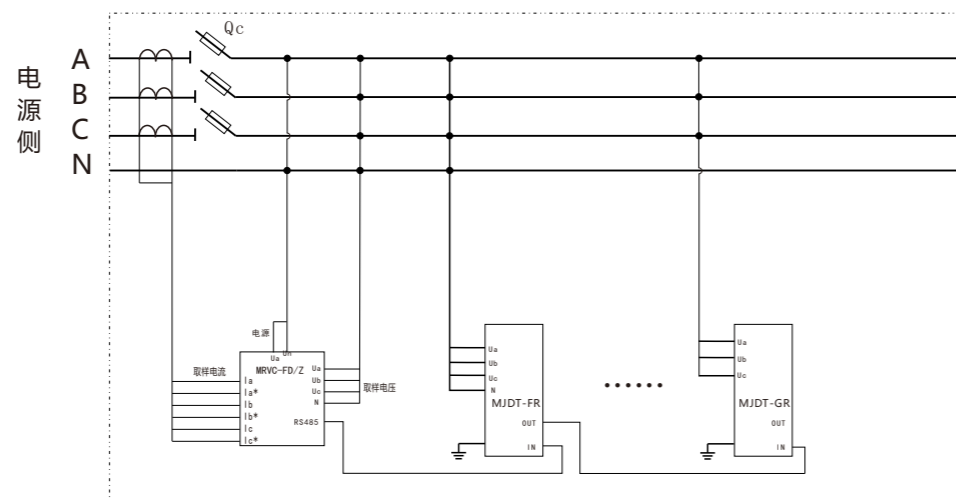 电源侧
A
B
C
N
Qc
电源
Ua
Un
取样电流
MRVC-FD/Z
Ia
Ia*
Ib
Ib*
Ic
Ic*
Ua
Ub
Uc
N
取样电压
RS485
Ua
Ub
Uc
N
MJDT-FR
OUT
IN
······
Ua
Ub
Uc
MJDT-GR
OUT
IN